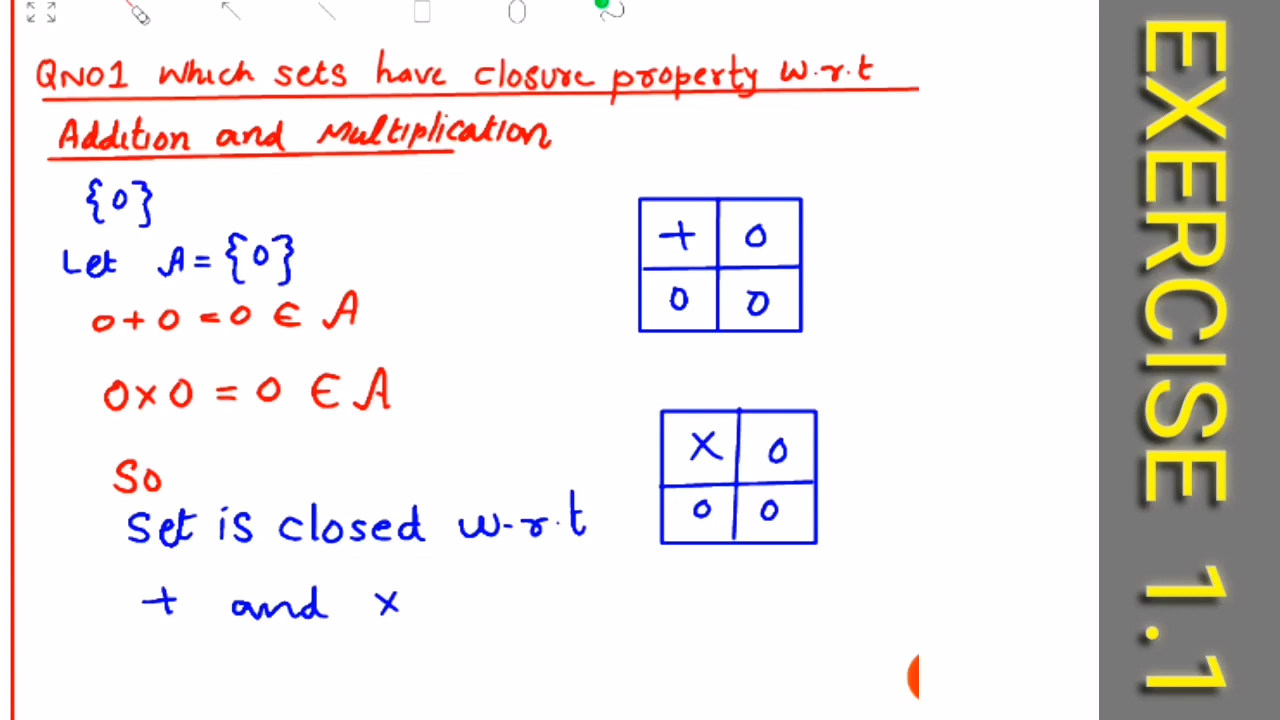 QNO1 Which sets have closure property w.r.t
Addition and Multiplication
{0}
Let A = {0}
0 + 0 = 0 ∈ A
0 × 0 = 0 ∈ A
So
Set is closed w.r.t
+ and ×
+ 0
0 0
× 0
0 0
EXERCISE 1.1